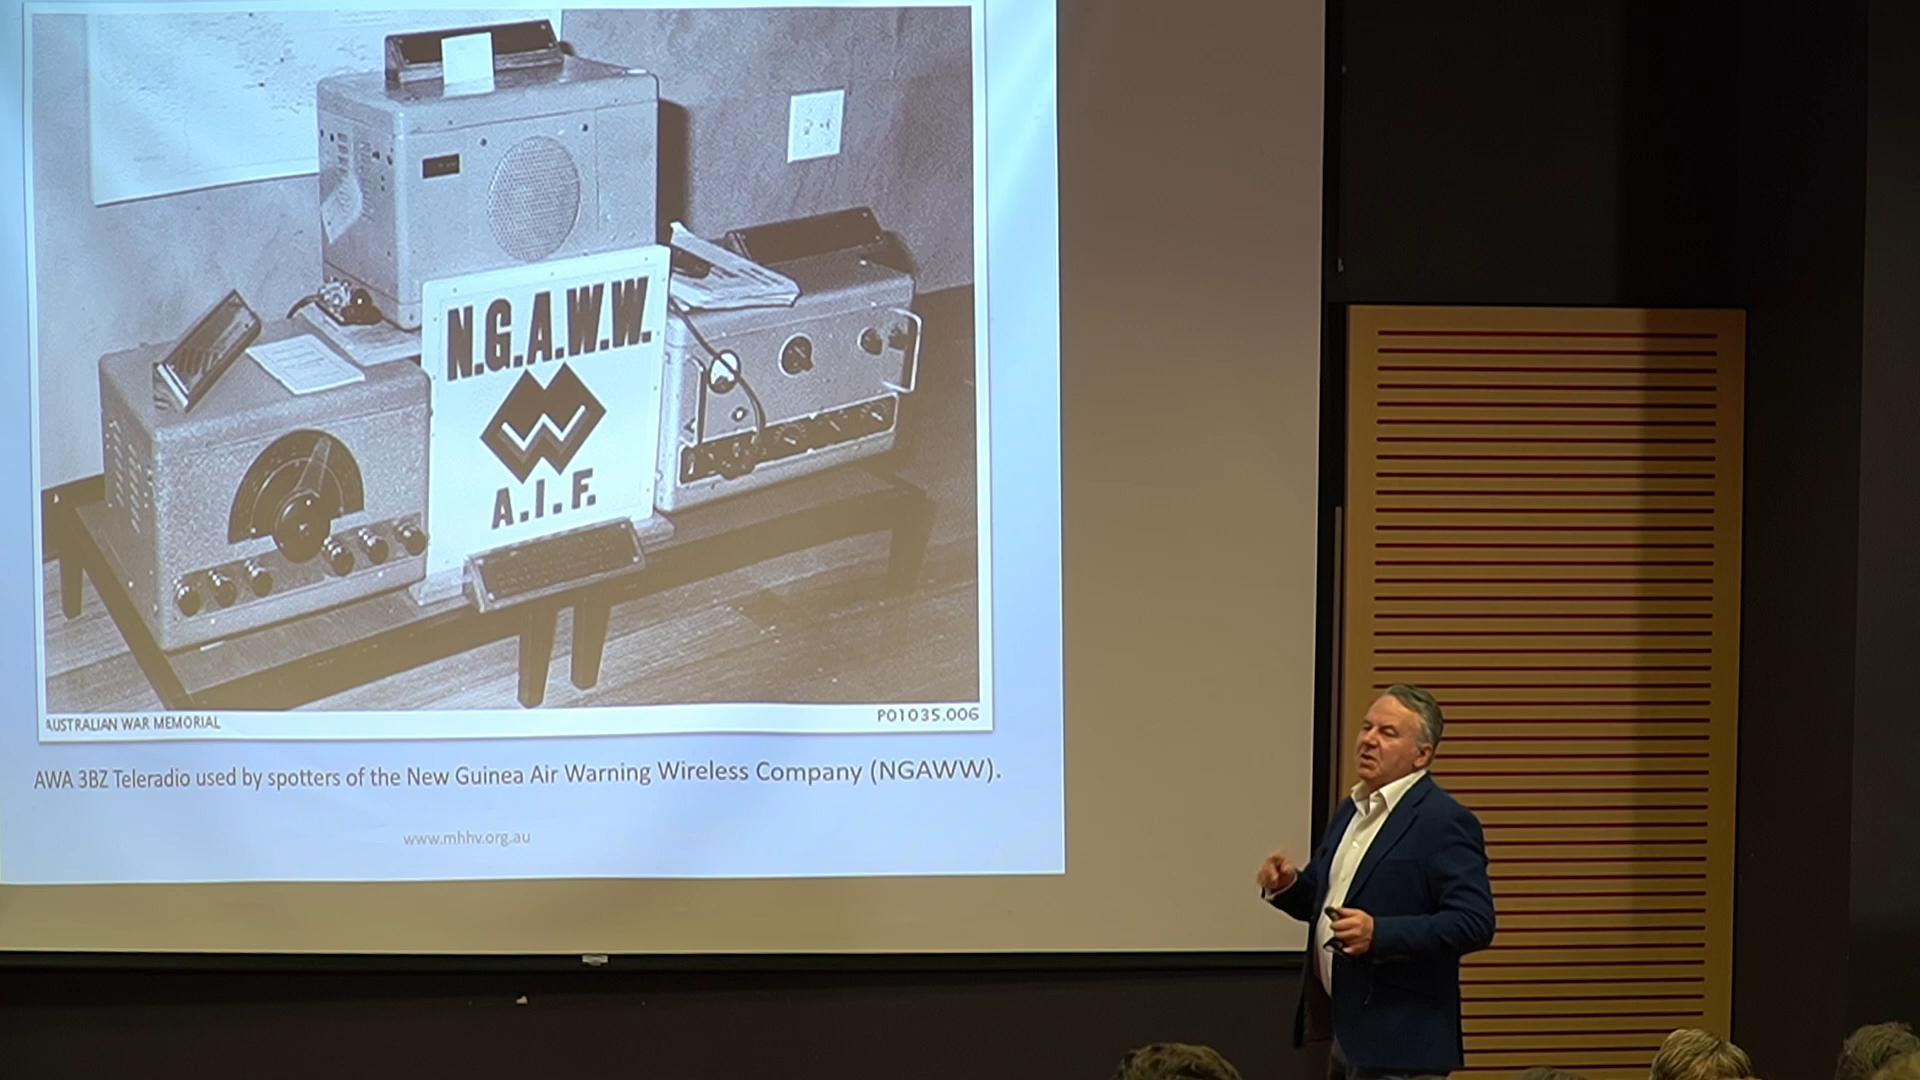 N.G.A.W.W.
A.I.F.
AUSTRALIAN WAR MEMORIAL
P01035.006
AWA 3BZ Teleradio used by spotters of the New Guinea Air Warning Wireless Company (NGAWW).
www.mhhv.org.au